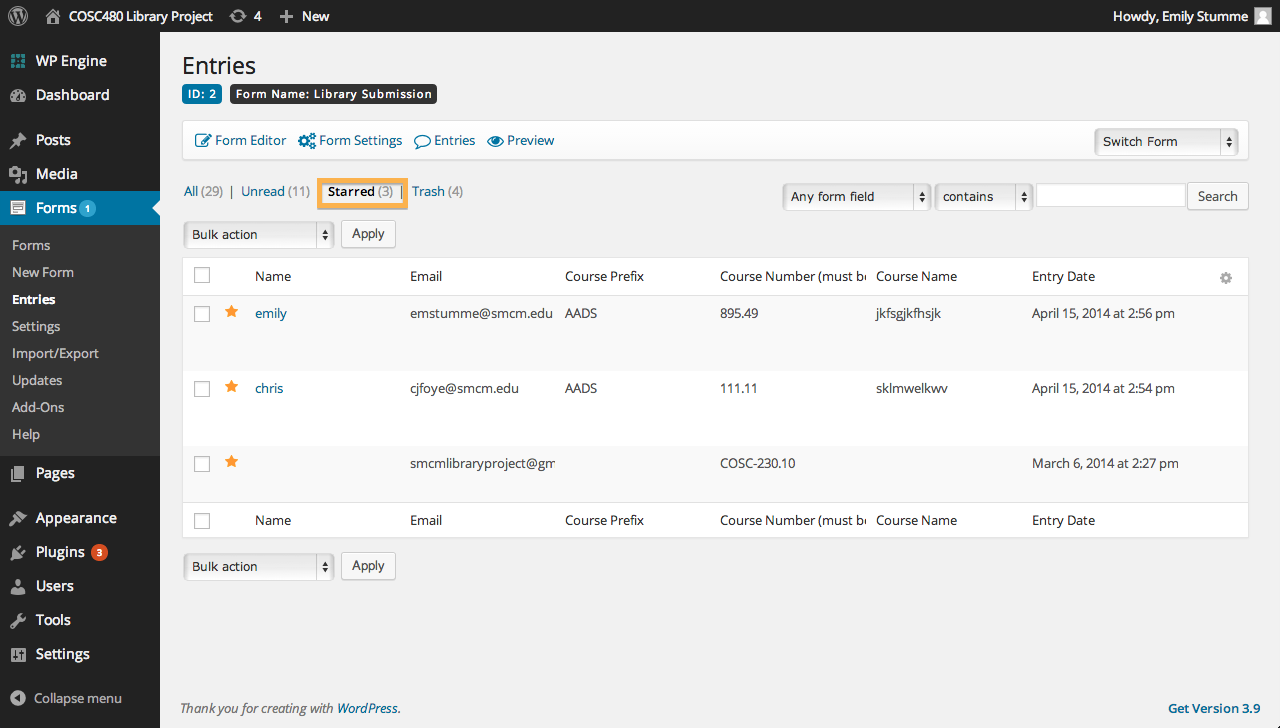 COSC480 Library Project 4 New Howdy, Emily Stumme
WP Engine
Dashboard
Posts
Media
Forms 1
Forms
New Form
Entries
Settings
Import/Export
Updates
Add-Ons
Help
Pages
Appearance
Plugins 3
Users
Tools
Settings
Collapse menu
Entries
ID: 2 Form Name: Library Submission
Form Editor Form Settings Entries Preview Switch Form
All (29) | Unread (11) Starred (3) | Trash (4) Any form field contains Search
Bulk action Apply
Name Email Course Prefix Course Number (must be Course Name Entry Date
emily emstumme@smcm.edu AADS 895.49 jkfsgjkfhsjk April 15, 2014 at 2:56 pm
chris cjfoye@smcm.edu AADS 111.11 sklmwelkwv April 15, 2014 at 2:54 pm
smcmlibraryproject@gm COSC-230.10 March 6, 2014 at 2:27 pm
Name Email Course Prefix Course Number (must be Course Name Entry Date
Bulk action Apply
Thank you for creating with WordPress. Get Version 3.9